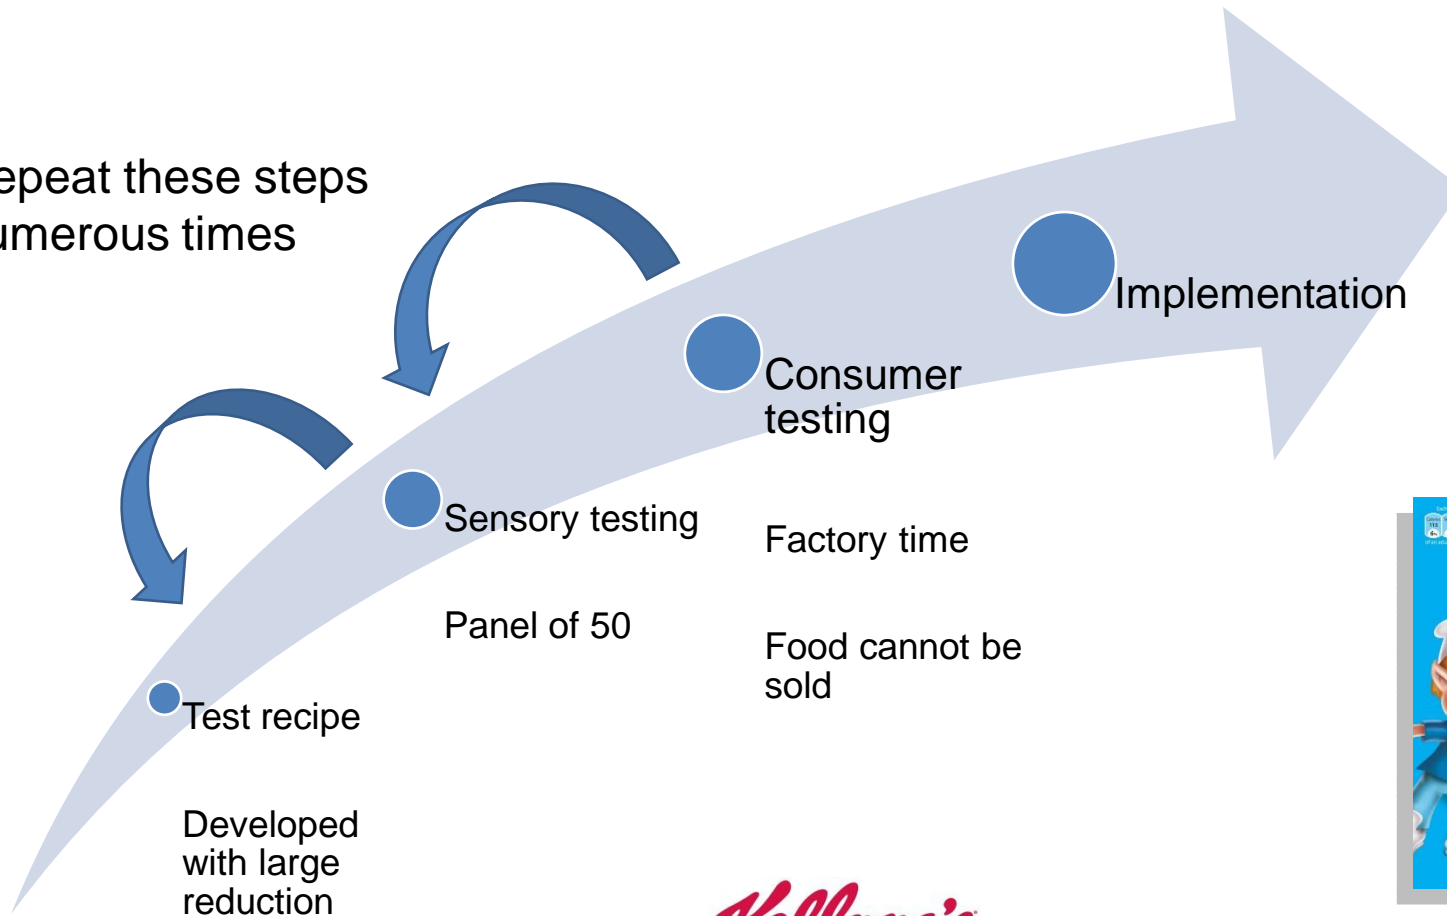 epeat these steps
umerous times
Implementation
Consumer
testing
Factory time
Food cannot be
sold
Sensory testing
Panel of 50
Test recipe
Developed
with large
reduction
Kellogg's